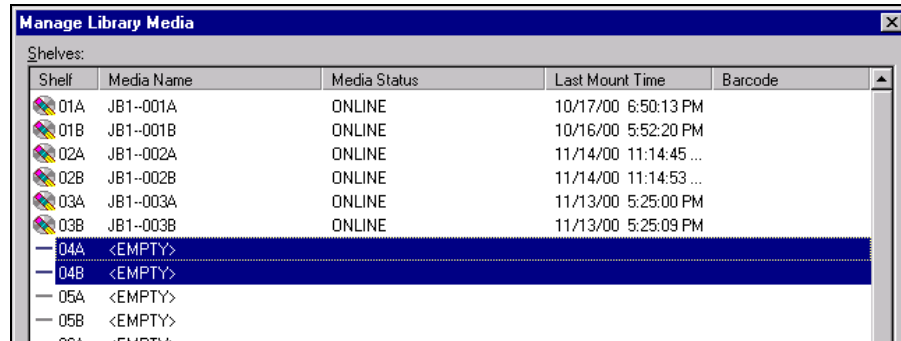 Manage Library Media
Shelves:
Shelf Media Name Media Status Last Mount Time Barcode
01A JB1--001A ONLINE 10/17/00 6:50:13 PM
01B JB1--001B ONLINE 10/16/00 5:52:20 PM
02A JB1--002A ONLINE 11/14/00 11:14:45 ...
02B JB1--002B ONLINE 11/14/00 11:14:53 ...
03A JB1--003A ONLINE 11/13/00 5:25:00 PM
03B JB1--003B ONLINE 11/13/00 5:25:09 PM
04A <EMPTY>
04B <EMPTY>
05A <EMPTY>
05B <EMPTY>